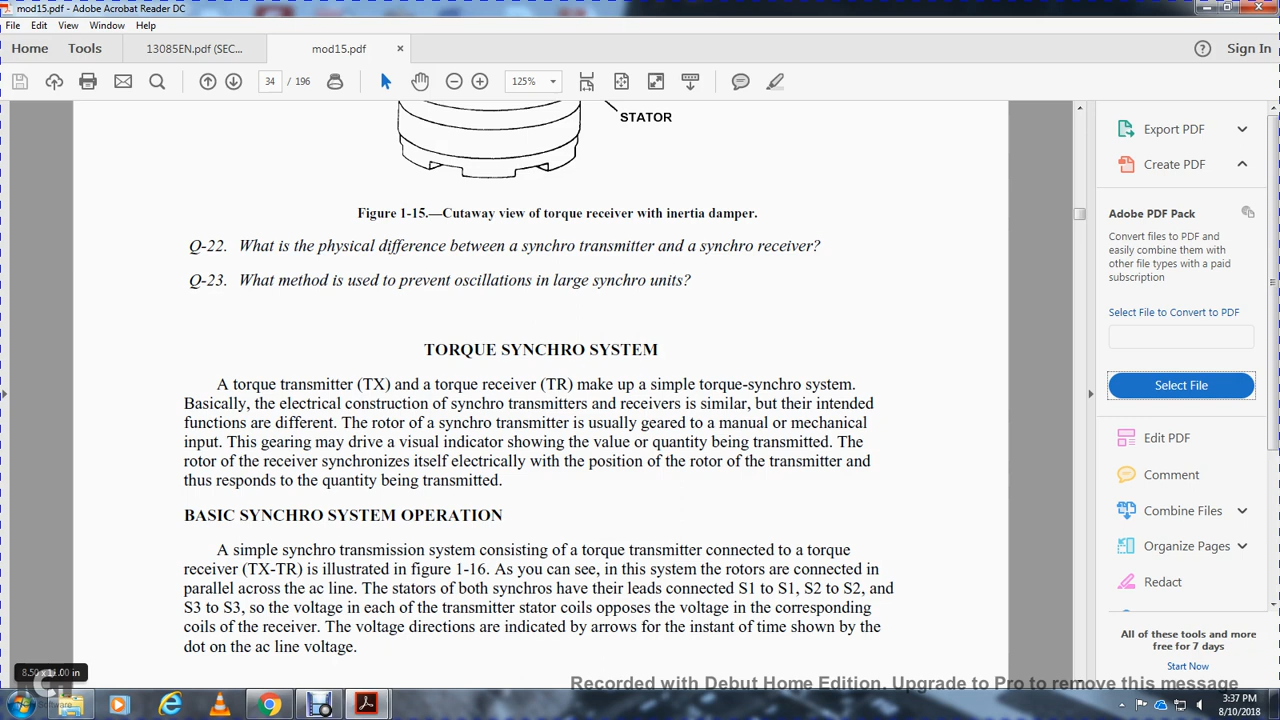 mod15.pdf - Adobe Acrobat Reader DC
File Edit View Window Help
Home Tools 13085EN.pdf (SEC... mod15.pdf × Sign In
34 / 196 125%
STATOR
Figure 1-15.—Cutaway view of torque receiver with inertia damper.
Q-22. What is the physical difference between a synchro transmitter and a synchro receiver?
Q-23. What method is used to prevent oscillations in large synchro units?
TORQUE SYNCHRO SYSTEM
A torque transmitter (TX) and a torque receiver (TR) make up a simple torque-synchro system.
Basically, the electrical construction of synchro transmitters and receivers is similar, but their intended
functions are different. The rotor of a synchro transmitter is usually geared to a manual or mechanical
input. This gearing may drive a visual indicator showing the value or quantity being transmitted. The
rotor of the receiver synchronizes itself electrically with the position of the rotor of the transmitter and
thus responds to the quantity being transmitted.
BASIC SYNCHRO SYSTEM OPERATION
A simple synchro transmission system consisting of a torque transmitter connected to a torque
receiver (TX-TR) is illustrated in figure 1-16. As you can see, in this system the rotors are connected in
parallel across the ac line. The stators of both synchros have their leads connected S1 to S1, S2 to S2, and
S3 to S3, so the voltage in each of the transmitter stator coils opposes the voltage in the corresponding
coils of the receiver. The voltage directions are indicated by arrows for the instant of time shown by the
dot on the ac line voltage.
8.50 x 11.00 in
Export PDF
Create PDF
Adobe PDF Pack
Convert files to PDF and
easily combine them with
other file types with a paid
subscription
Select File to Convert to PDF
Select File
Edit PDF
Comment
Combine Files
Organize Pages
Redact
All of these tools and more
free for 7 days
Start Now
Recorded with Debut Home Edition. Upgrade to Pro to remove this message
3:37 PM
8/10/2018